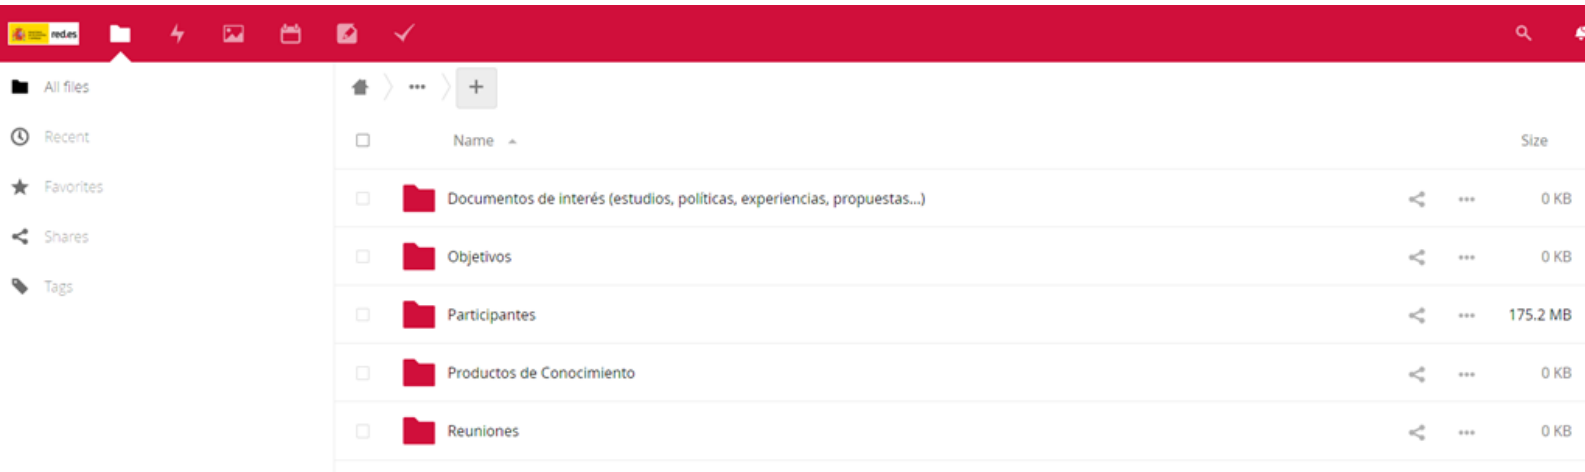 red.es
All files
Recent
Favorites
Shares
Tags
Name
Size
Documentos de interés (estudios, políticas, experiencias, propuestas...)
0 KB
Objetivos
0 KB
Participantes
175.2 MB
Productos de Conocimiento
0 KB
Reuniones
0 KB